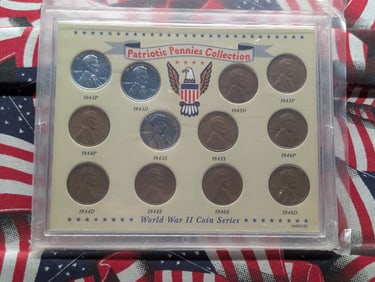 Patriotic Pennies Collection
1943P 1943D 1945D 1945P
1944P 1943S 1945S 1946P
1944D 1944S 1946S 1946D
World War II Coin Series